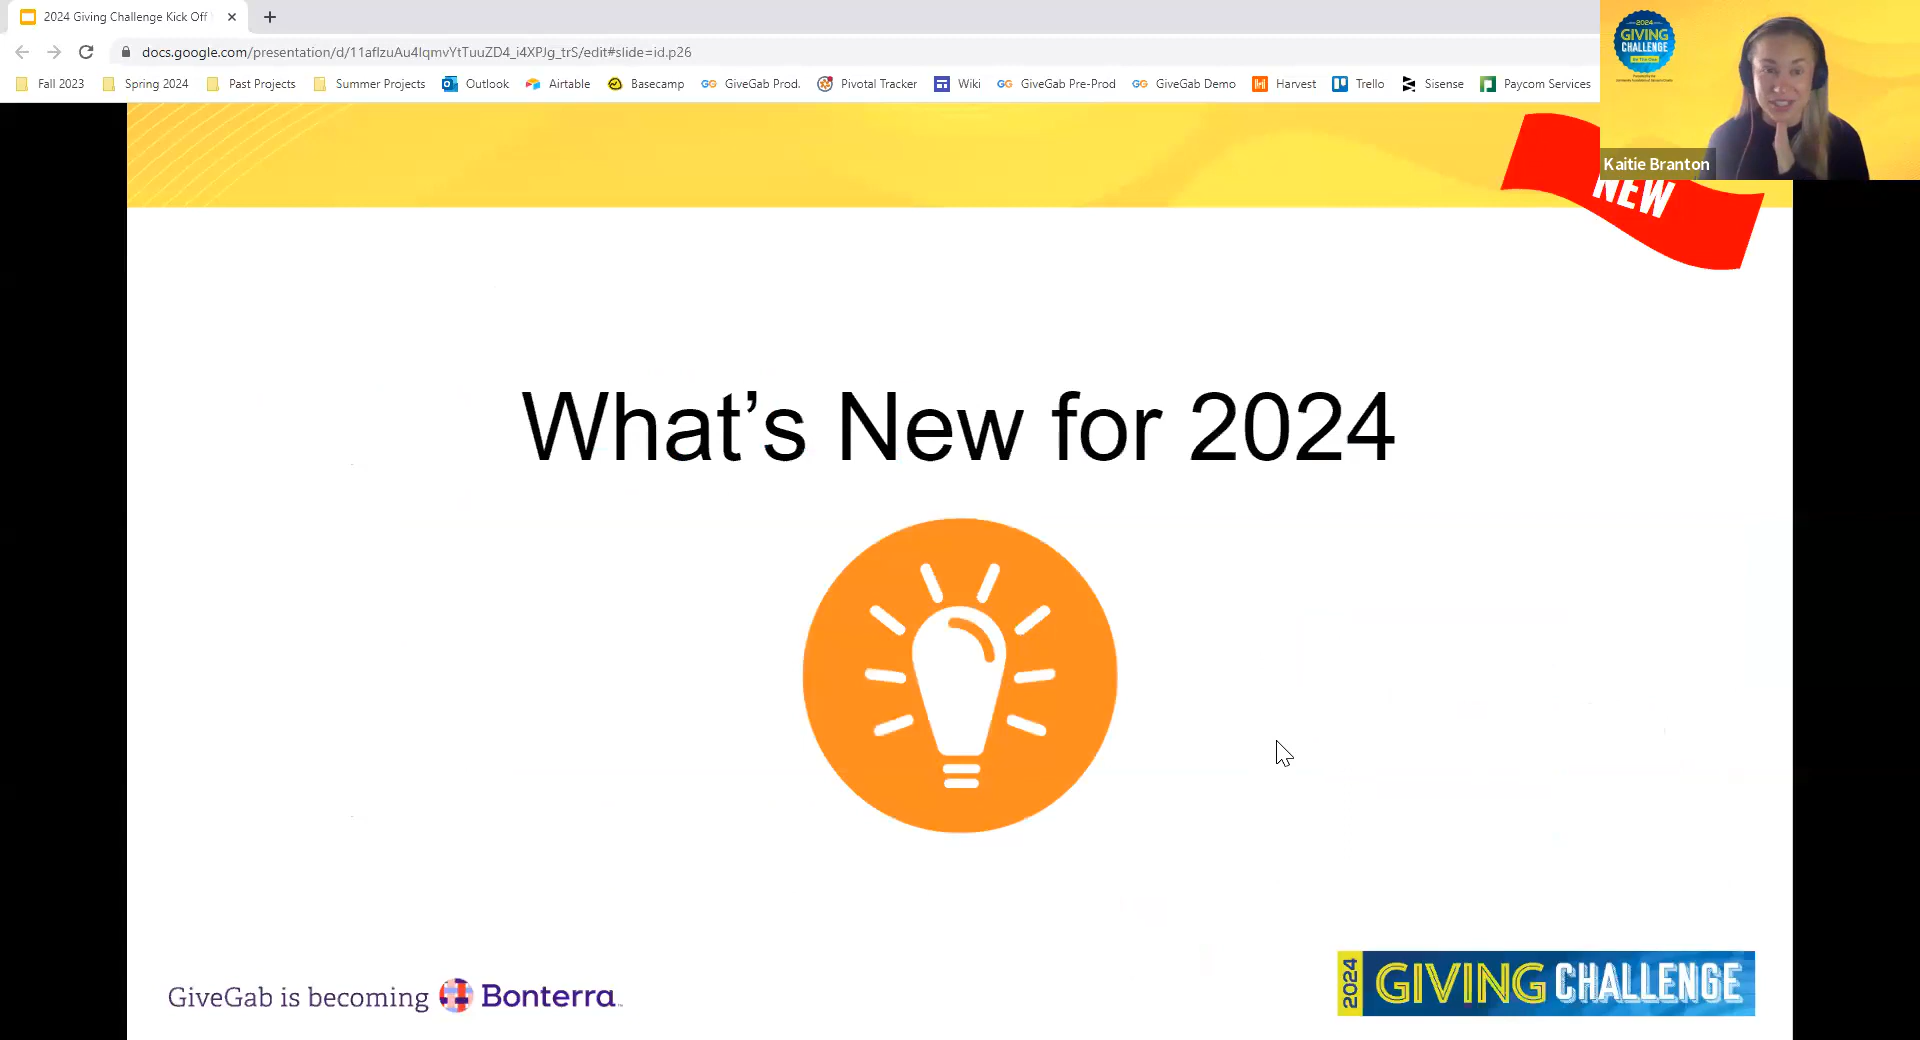 2024 Giving Challenge Kick Off
docs.google.com/presentation/d/11aflzuAu4lqmvYtTuuZD4_i4XPJg_trS/edit#slide=id.p26
Fall 2023 Spring 2024 Past Projects Summer Projects Outlook Airtable Basecamp GiveGab Prod. Pivotal Tracker Wiki GiveGab Pre-Prod GiveGab Demo Harvest Trello Sisense Paycom Services
2024
GIVING
CHALLENGE
Kaitie Branton
NEW
What's New for 2024
GiveGab is becoming Bonterra
2024 GIVING CHALLENGE